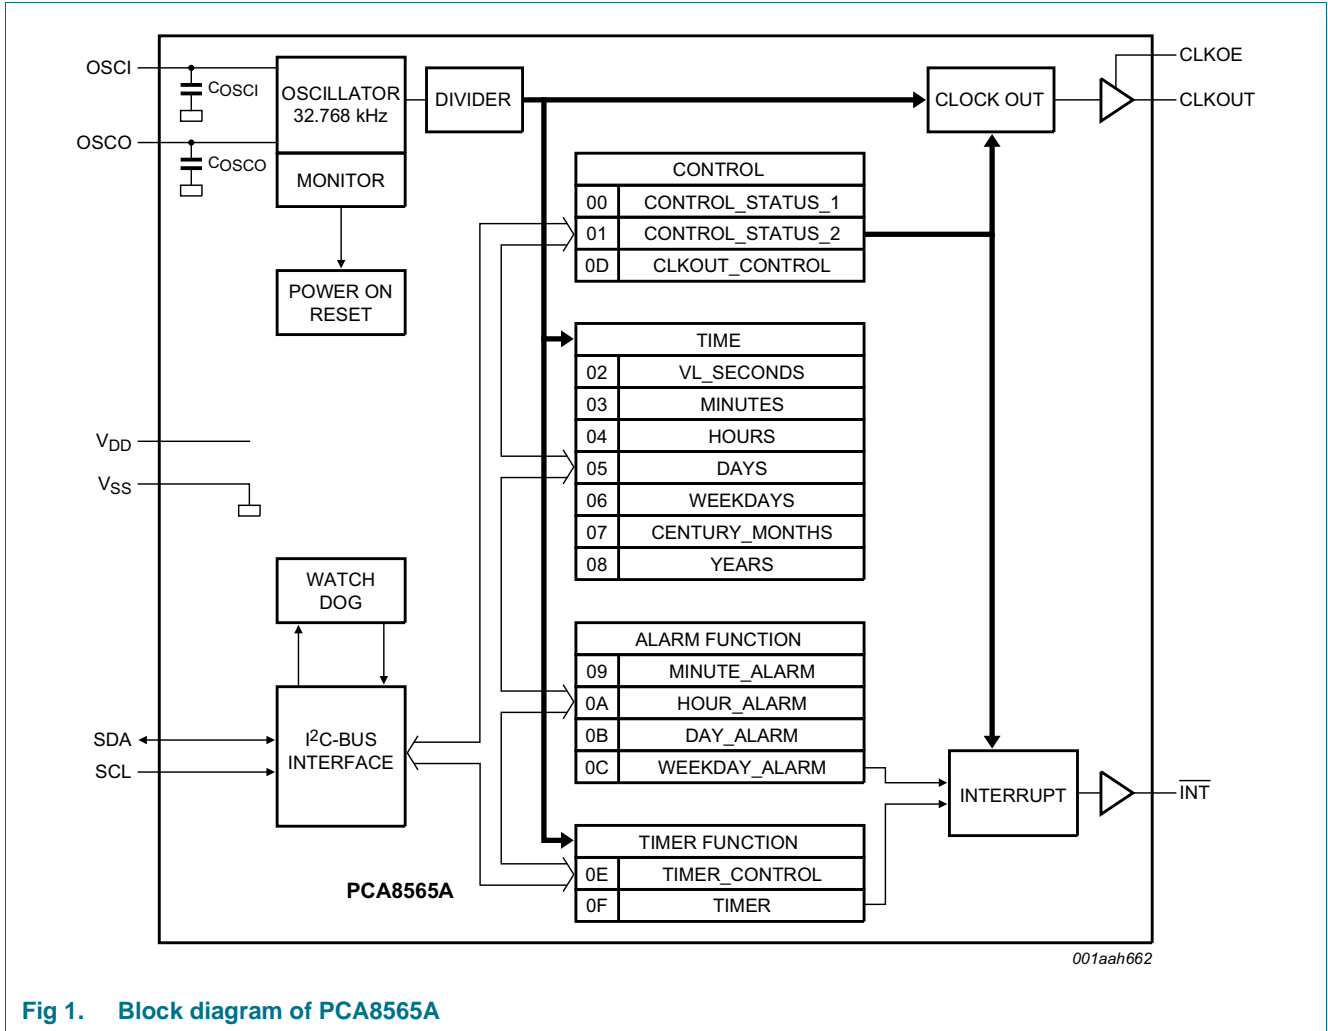 OSCI
COSCI
OSCO
COSCO
OSCILLATOR
32.768 kHz
MONITOR
DIVIDER
CLOCK OUT
CLKOE
CLKOUT
POWER ON
RESET
CONTROL
00 CONTROL_STATUS_1
01 CONTROL_STATUS_2
0D CLKOUT_CONTROL
TIME
02 VL_SECONDS
03 MINUTES
04 HOURS
05 DAYS
06 WEEKDAYS
07 CENTURY_MONTHS
08 YEARS
VDD
VSS
WATCH
DOG
SDA
SCL
I2C-BUS
INTERFACE
ALARM FUNCTION
09 MINUTE_ALARM
0A HOUR_ALARM
0B DAY_ALARM
0C WEEKDAY_ALARM
INTERRUPT
INT
TIMER FUNCTION
0E TIMER_CONTROL
0F TIMER
PCA8565A
001aah662
Fig 1. Block diagram of PCA8565A